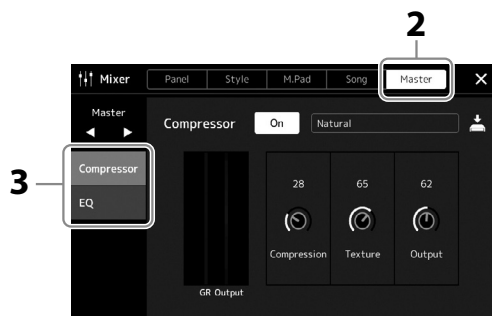 2
Mixer Panel Style M.Pad Song Master ×
Master
Compressor On Natural
3
Compressor
EQ
28 65 62
Compression Texture Output
GR Output